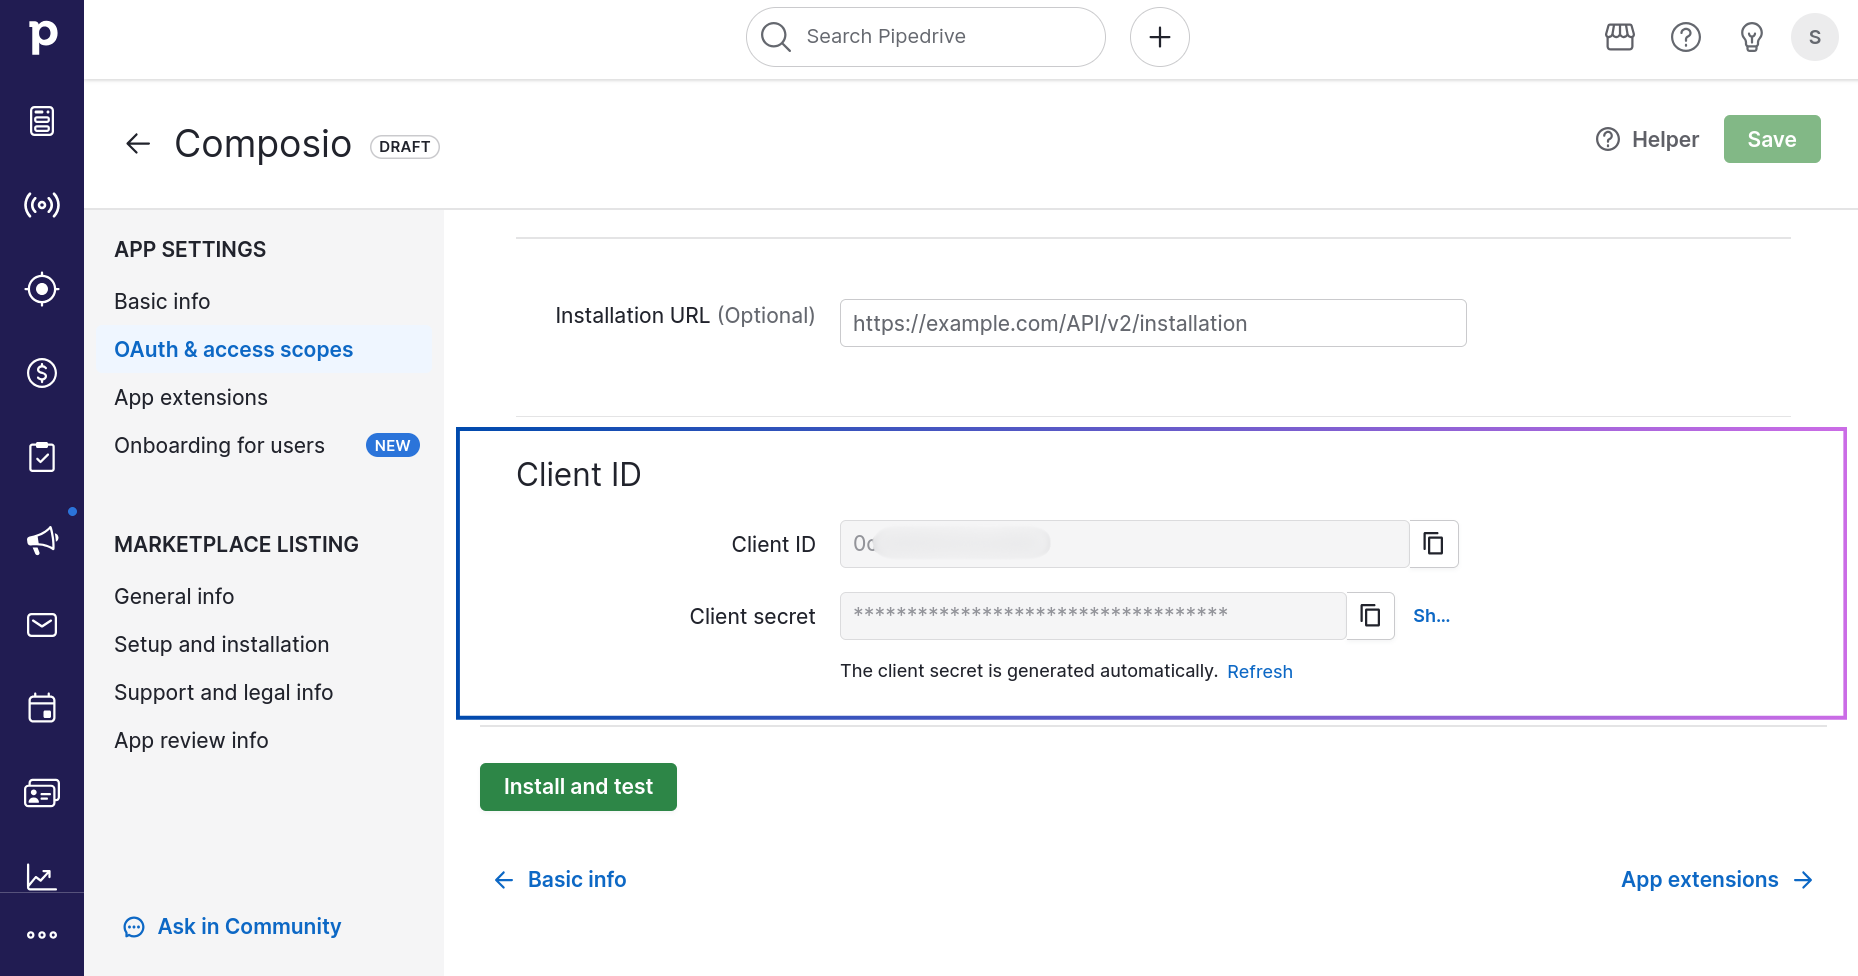 p
Search Pipedrive
S
Composio
DRAFT
Helper
Save
APP SETTINGS
Basic info
OAuth & access scopes
App extensions
Onboarding for users
NEW
MARKETPLACE LISTING
General info
Setup and installation
Support and legal info
App review info
Ask in Community
Installation URL (Optional)
https://example.com/API/v2/installation
Client ID
Client ID
Client secret
***********************************
Sh...
The client secret is generated automatically. Refresh
Install and test
Basic info
App extensions